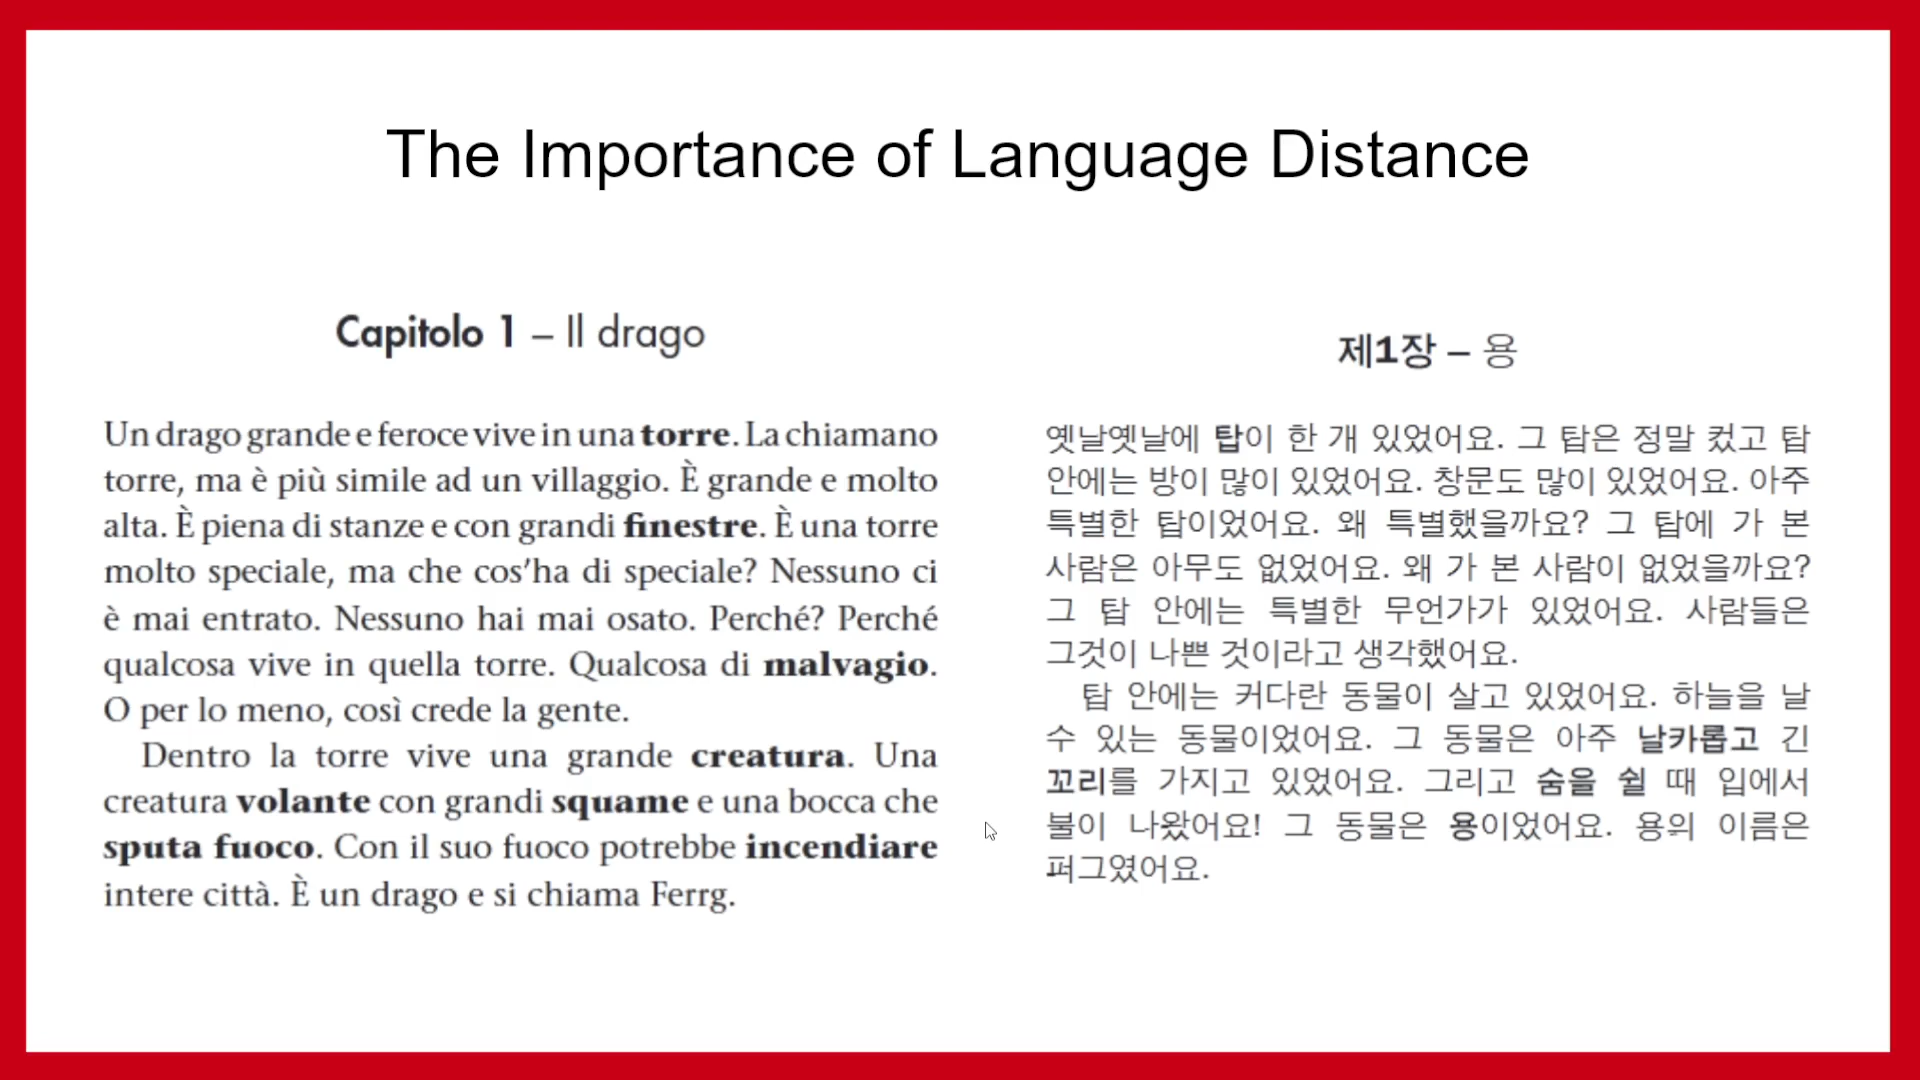 The Importance of Language Distance
Capitolo 1 – Il drago
Un drago grande e feroce vive in una torre. La chiamano
torre, ma è più simile ad un villaggio. È grande e molto
alta. È piena di stanze e con grandi finestre. È una torre
molto speciale, ma che cos'ha di speciale? Nessuno ci
è mai entrato. Nessuno hai mai osato. Perché? Perché
qualcosa vive in quella torre. Qualcosa di malvagio.
O per lo meno, così crede la gente.
Dentro la torre vive una grande creatura. Una
creatura volante con grandi squame e una bocca che
sputa fuoco. Con il suo fuoco potrebbe incendiare
intere città. È un drago e si chiama Ferrg.
제1장 – 용
옛날옛날에 탑이 한 개 있었어요. 그 탑은 정말 컸고 탑
안에는 방이 많이 있었어요. 창문도 많이 있었어요. 아주
특별한 탑이었어요. 왜 특별했을까요? 그 탑에 가 본
사람은 아무도 없었어요. 왜 가 본 사람이 없었을까요?
그 탑 안에는 특별한 무언가가 있었어요. 사람들은
그것이 나쁜 것이라고 생각했어요.
탑 안에는 커다란 동물이 살고 있었어요. 하늘을 날
수 있는 동물이었어요. 그 동물은 아주 날카롭고 긴
꼬리를 가지고 있었어요. 그리고 숨을 쉴 때 입에서
불이 나왔어요! 그 동물은 용이었어요. 용의 이름은
퍼그였어요.